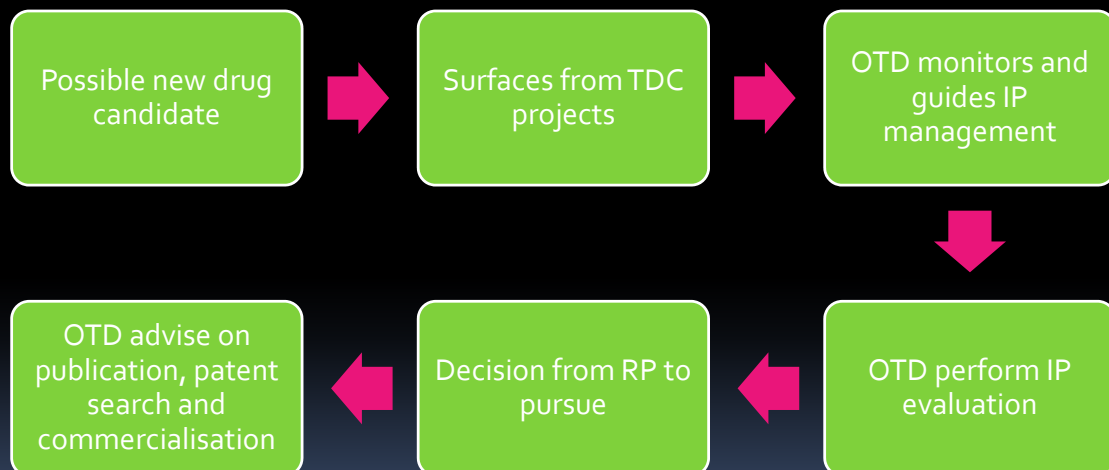 Possible new drug
candidate
Surfaces from TDC
projects
OTD monitors and
guides IP
management
OTD perform IP
evaluation
Decision from RP to
pursue
OTD advise on
publication, patent
search and
commercialisation